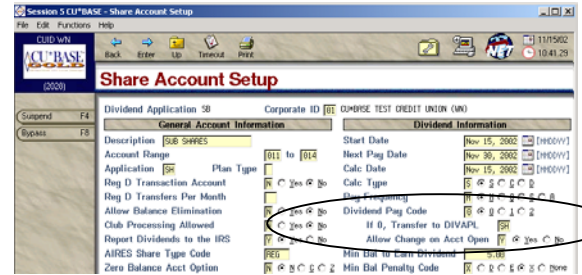 Session 5 CU*BASE - Share Account Setup
File Edit Functions Help
CUID WN
CU*BASE
GOLD
(2020)
Back Enter Up Timeout Print
NET
11/15/02
10:41:29
Share Account Setup
Suspend F4
Bypass F8
Dividend Application SB Corporate ID 01 CU*BASE TEST CREDIT UNION (WN)
General Account Information Dividend Information
Description SUB SHARES Start Date Nov 15, 2002 [MMDDYY]
Account Range 011 to 014 Next Pay Date Nov 30, 2002 [MMDDYY]
Application SH Plan Type Calc Date Nov 15, 2002 [MMDDYY]
Reg D Transaction Account N Yes No Calc Type S
Reg D Transfers Per Month Pay Frequency
Allow Balance Elimination Yes No Dividend Pay Code 0 0 1 2
Club Processing Allowed Yes No If 0, Transfer to DIVAPL SH
Report Dividends to the IRS Y Yes No Allow Change on Acct Open Y Yes No
AIRES Share Type Code REG Min Bal to Earn Dividend 5.00
Zero Balance Acct Option N N C Z Min Bal Penalty Code X None